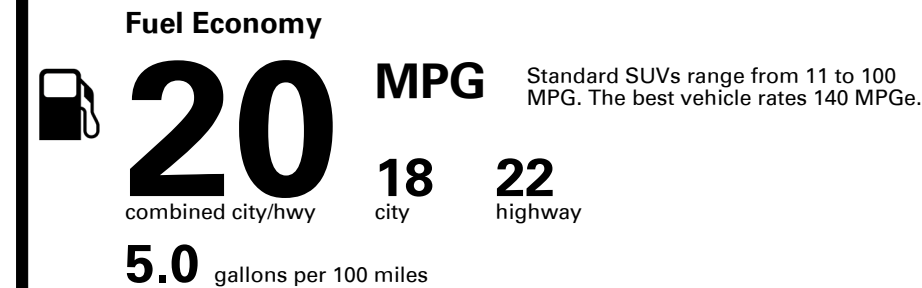 Fuel Economy
20 MPG
Standard SUVs range from 11 to 100
MPG. The best vehicle rates 140 MPGe.
combined city/hwy
18
city
22
highway
5.0 gallons per 100 miles